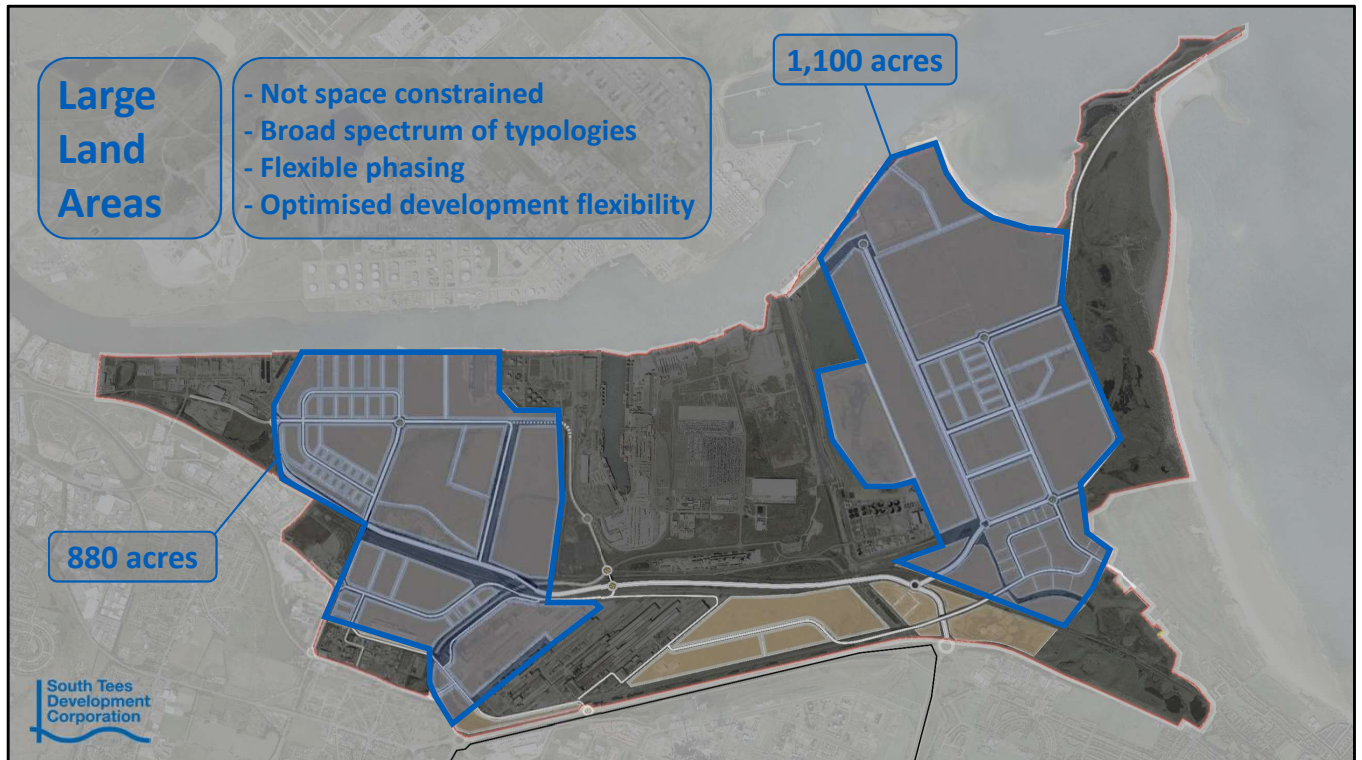 Large
Land
Areas
- Not space constrained
- Broad spectrum of typologies
- Flexible phasing
- Optimised development flexibility
1,100 acres
880 acres
South Tees
Development
Corporation